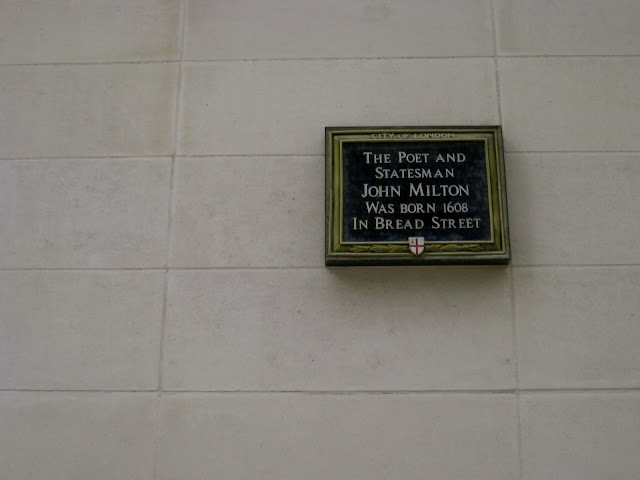 CITY OF LONDON
THE POET AND
STATESMAN
JOHN MILTON
WAS BORN 1608
IN BREAD STREET